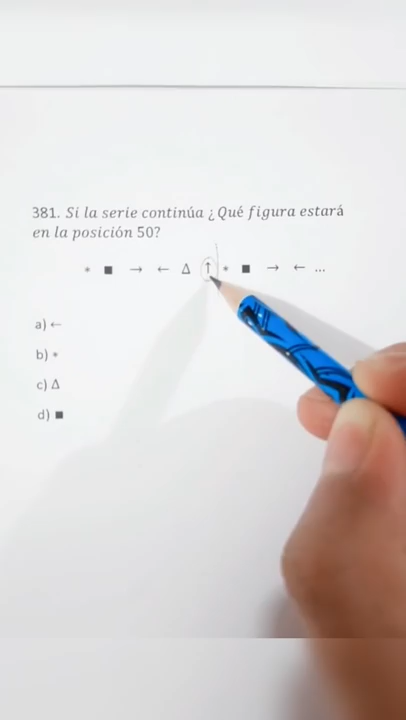 381. Si la serie continúa ¿ Qué figura estará
en la posición 50?
* ■ → ← Δ ↑ * ■ → ← ...
a) ←
b) *
c) Δ
d) ■